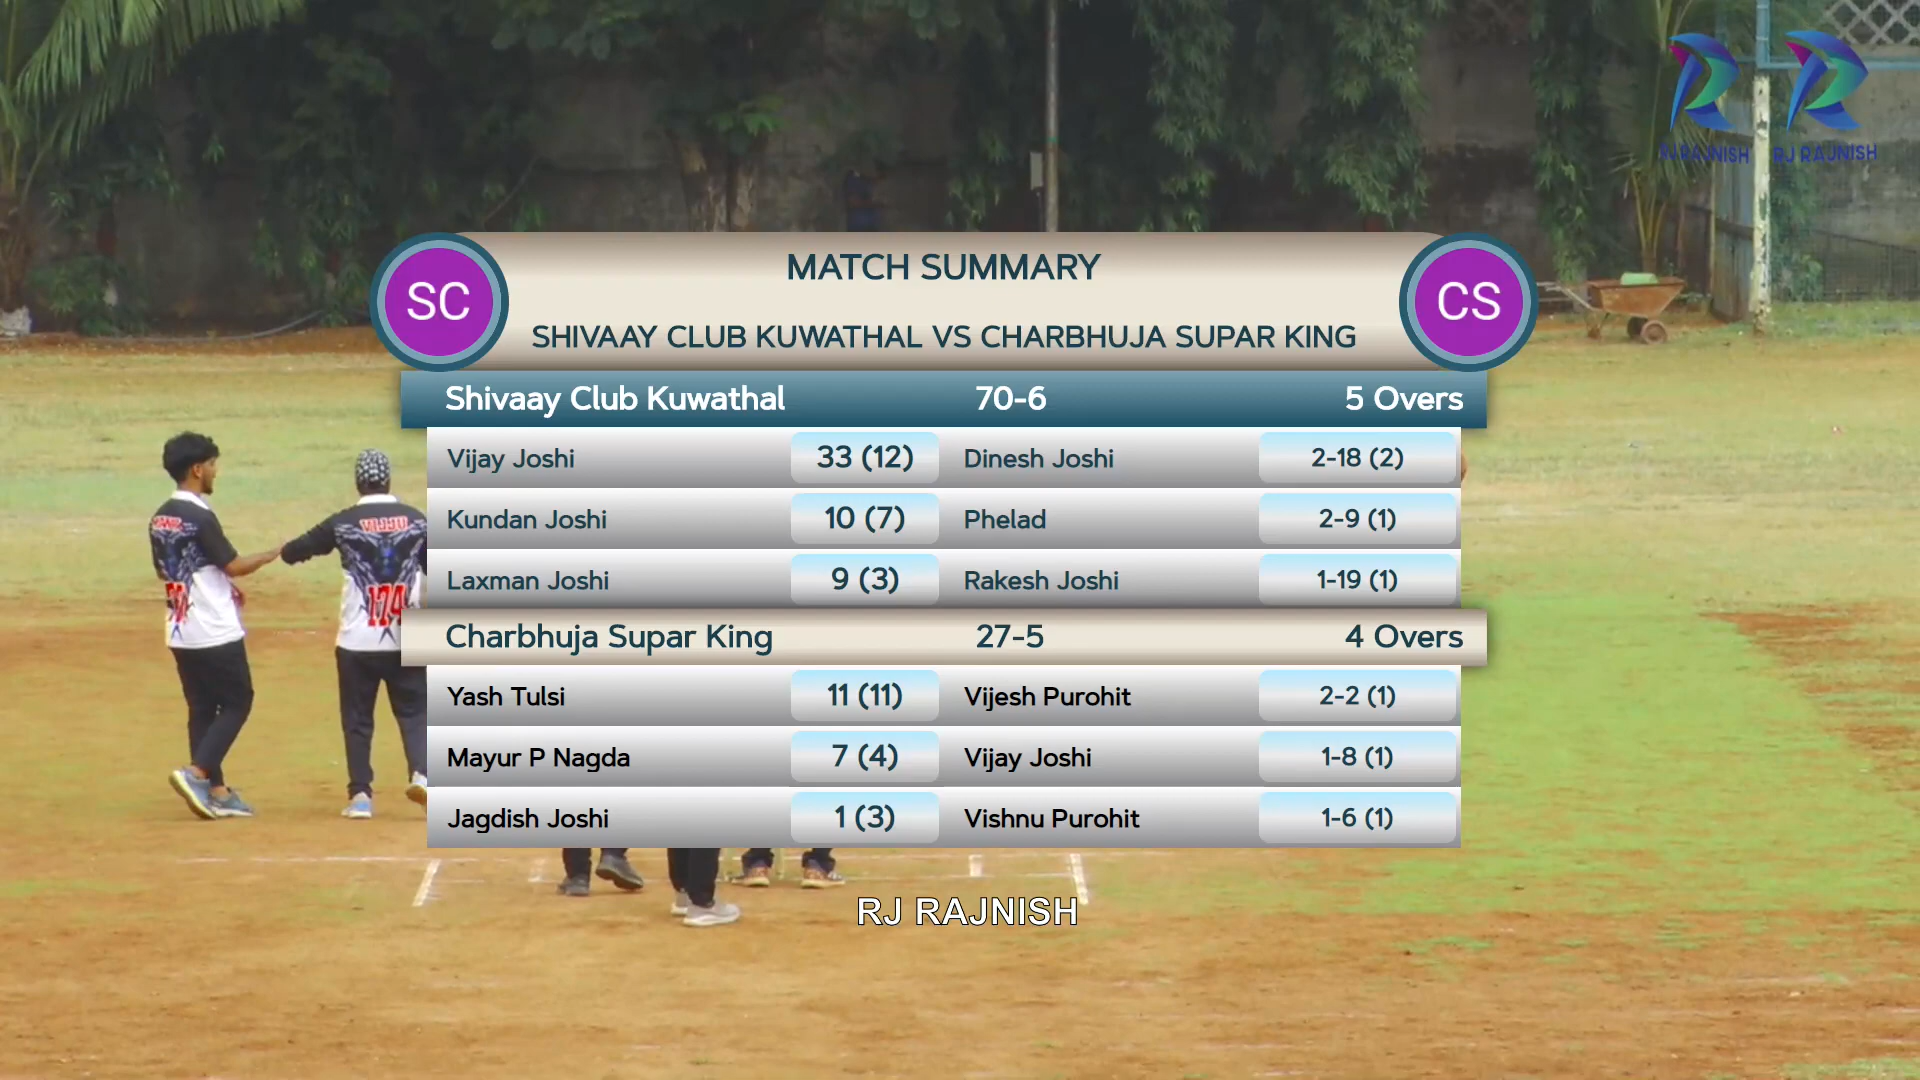 RJ RAJNISH RJ RAJNISH
MATCH SUMMARY
SC
CS
SHIVAAY CLUB KUWATHAL VS CHARBHUJA SUPAR KING
Shivaay Club Kuwathal 70-6 5 Overs
Vijay Joshi 33 (12) Dinesh Joshi 2-18 (2)
Kundan Joshi 10 (7) Phelad 2-9 (1)
Laxman Joshi 9 (3) Rakesh Joshi 1-19 (1)
Charbhuja Supar King 27-5 4 Overs
Yash Tulsi 11 (11) Vijesh Purohit 2-2 (1)
Mayur P Nagda 7 (4) Vijay Joshi 1-8 (1)
Jagdish Joshi 1 (3) Vishnu Purohit 1-6 (1)
VIJJU
174
RJ RAJNISH